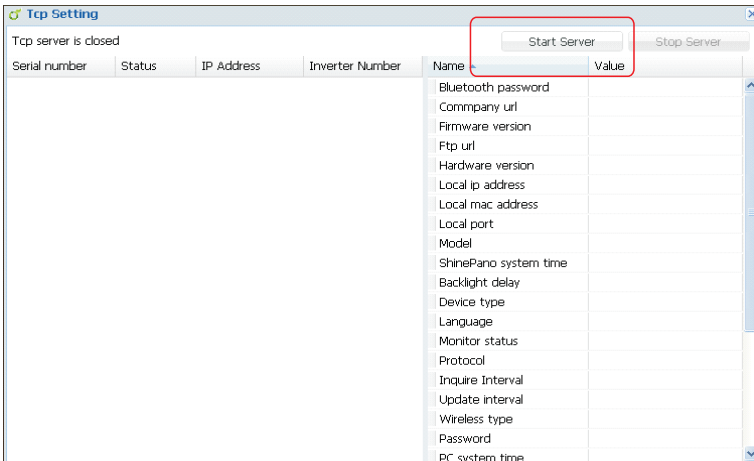 Tcp Setting
Tcp server is closed Start Server Stop Server
Serial number Status IP Address Inverter Number Name Value
Bluetooth password
Commpany url
Firmware version
Ftp url
Hardware version
Local ip address
Local mac address
Local port
Model
ShinePano system time
Backlight delay
Device type
Language
Monitor status
Protocol
Inquire Interval
Update interval
Wireless type
Password
PC system time